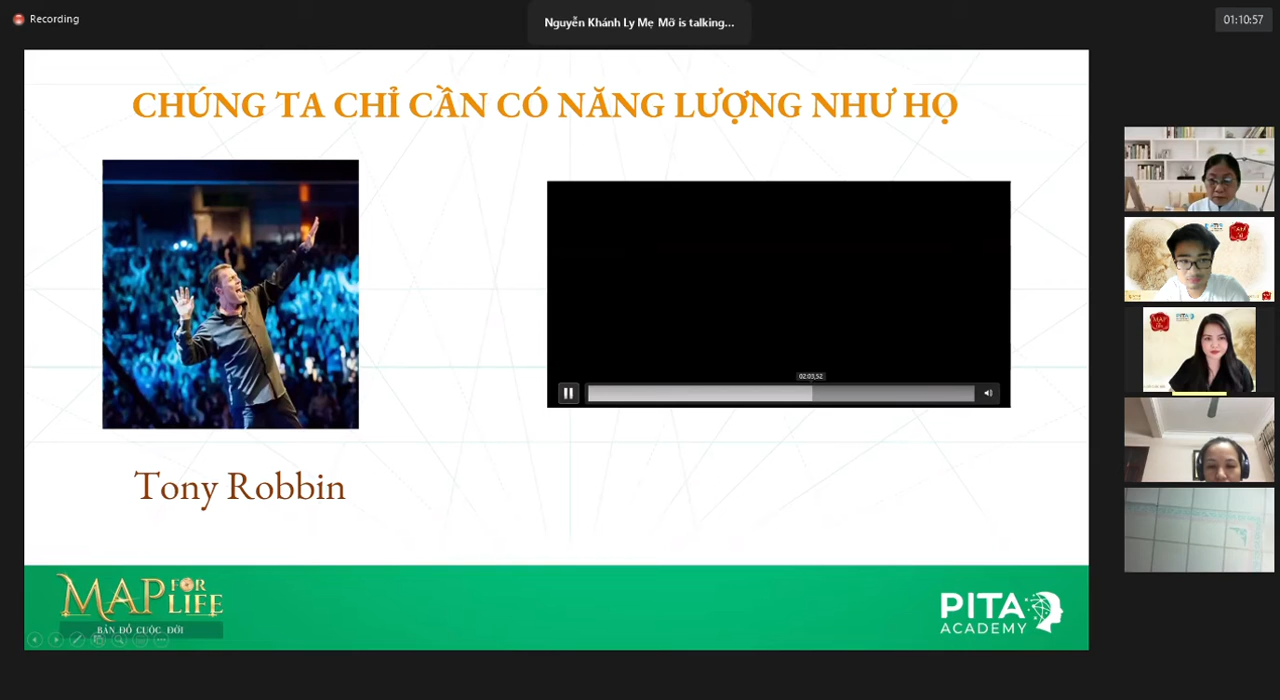 Recording
Nguyễn Khánh Ly Mẹ Mỡ is talking...
01:10:57
CHÚNG TA CHỈ CẦN CÓ NĂNG LƯỢNG NHƯ HỌ
02:03,52
Tony Robbin
MAP FOR LIFE
BẢN ĐỒ CUỘC ĐỜI
PITA
ACADEMY